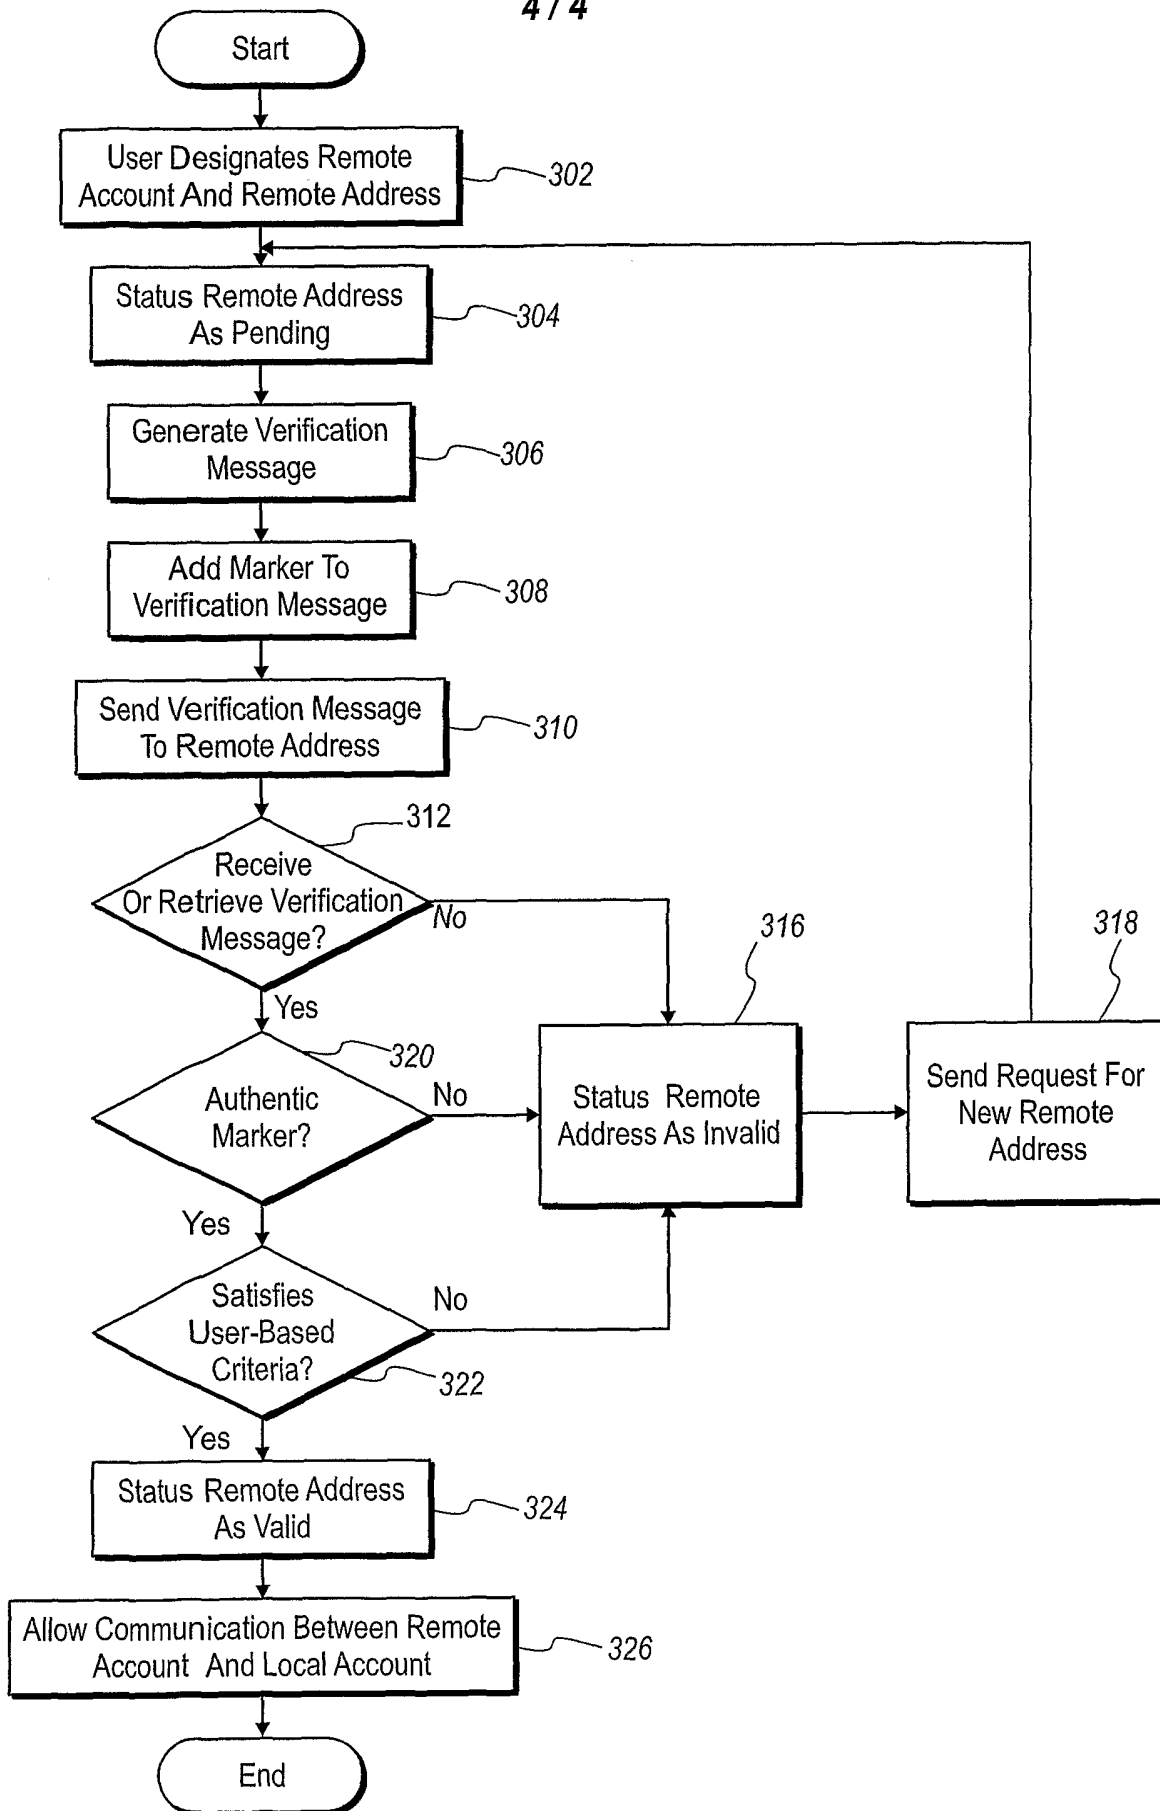 4 / 4
Start
User Designates Remote
Account And Remote Address
302
Status Remote Address
As Pending
304
Generate Verification
Message
306
Add Marker To
Verification Message
308
Send Verification Message
To Remote Address
310
312
Receive
Or Retrieve Verification
Message?
No
Yes
316
318
320
Authentic
Marker?
No
Status Remote
Address As Invalid
Send Request For
New Remote
Address
Yes
Satisfies
User-Based
Criteria?
No
322
Yes
Status Remote Address
As Valid
324
Allow Communication Between Remote
Account And Local Account
326
End